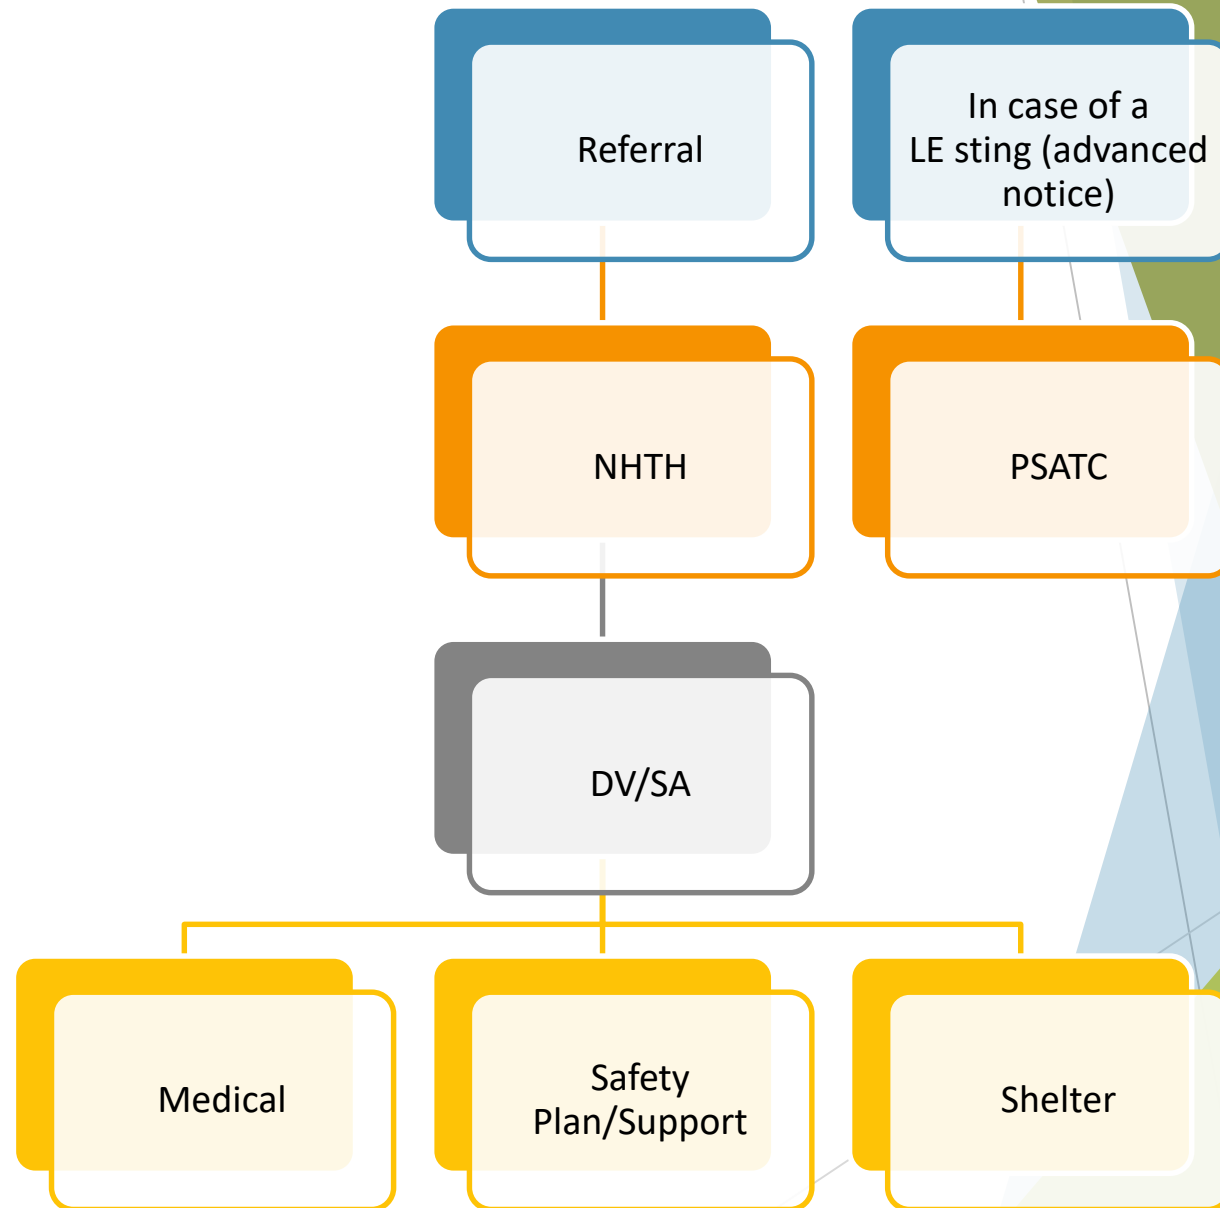 Referral
In case of a
LE sting (advanced
notice)
NHTH
PSATC
DV/SA
Medical
Safety
Plan/Support
Shelter